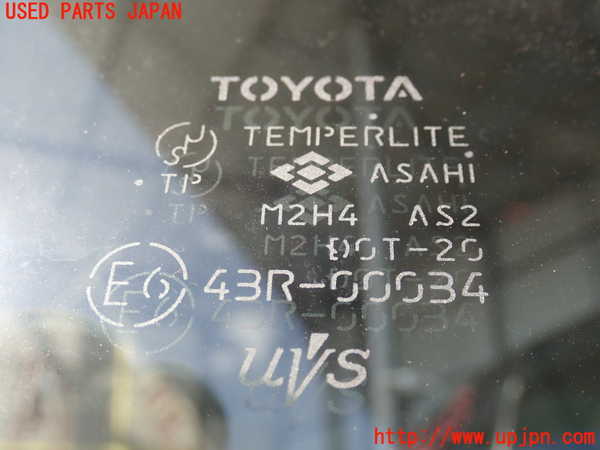 USED PARTS JAPAN
TOYOTA
TEMPERLITE
ASAHI
TP
M2H4 AS2
DOT-20
E6 43R-00034
UVS
http://www.upjpn.com/